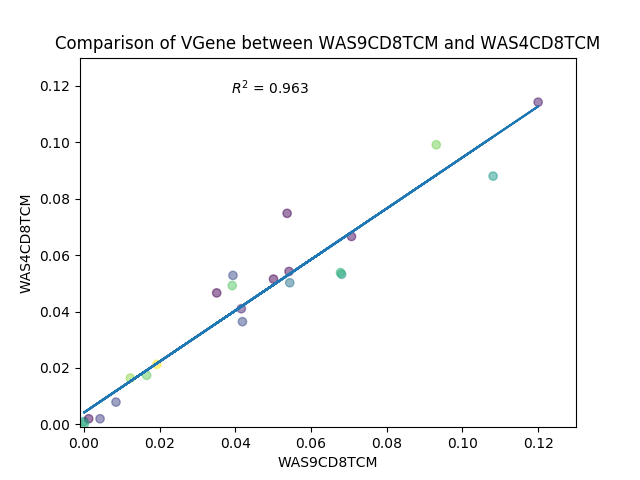 Comparison of VGene between WAS9CD8TCM and WAS4CD8TCM
R² = 0.963
0.12
0.10
0.08
0.06
0.04
0.02
0.00
WAS4CD8TCM
0.00 0.02 0.04 0.06 0.08 0.10 0.12
WAS9CD8TCM